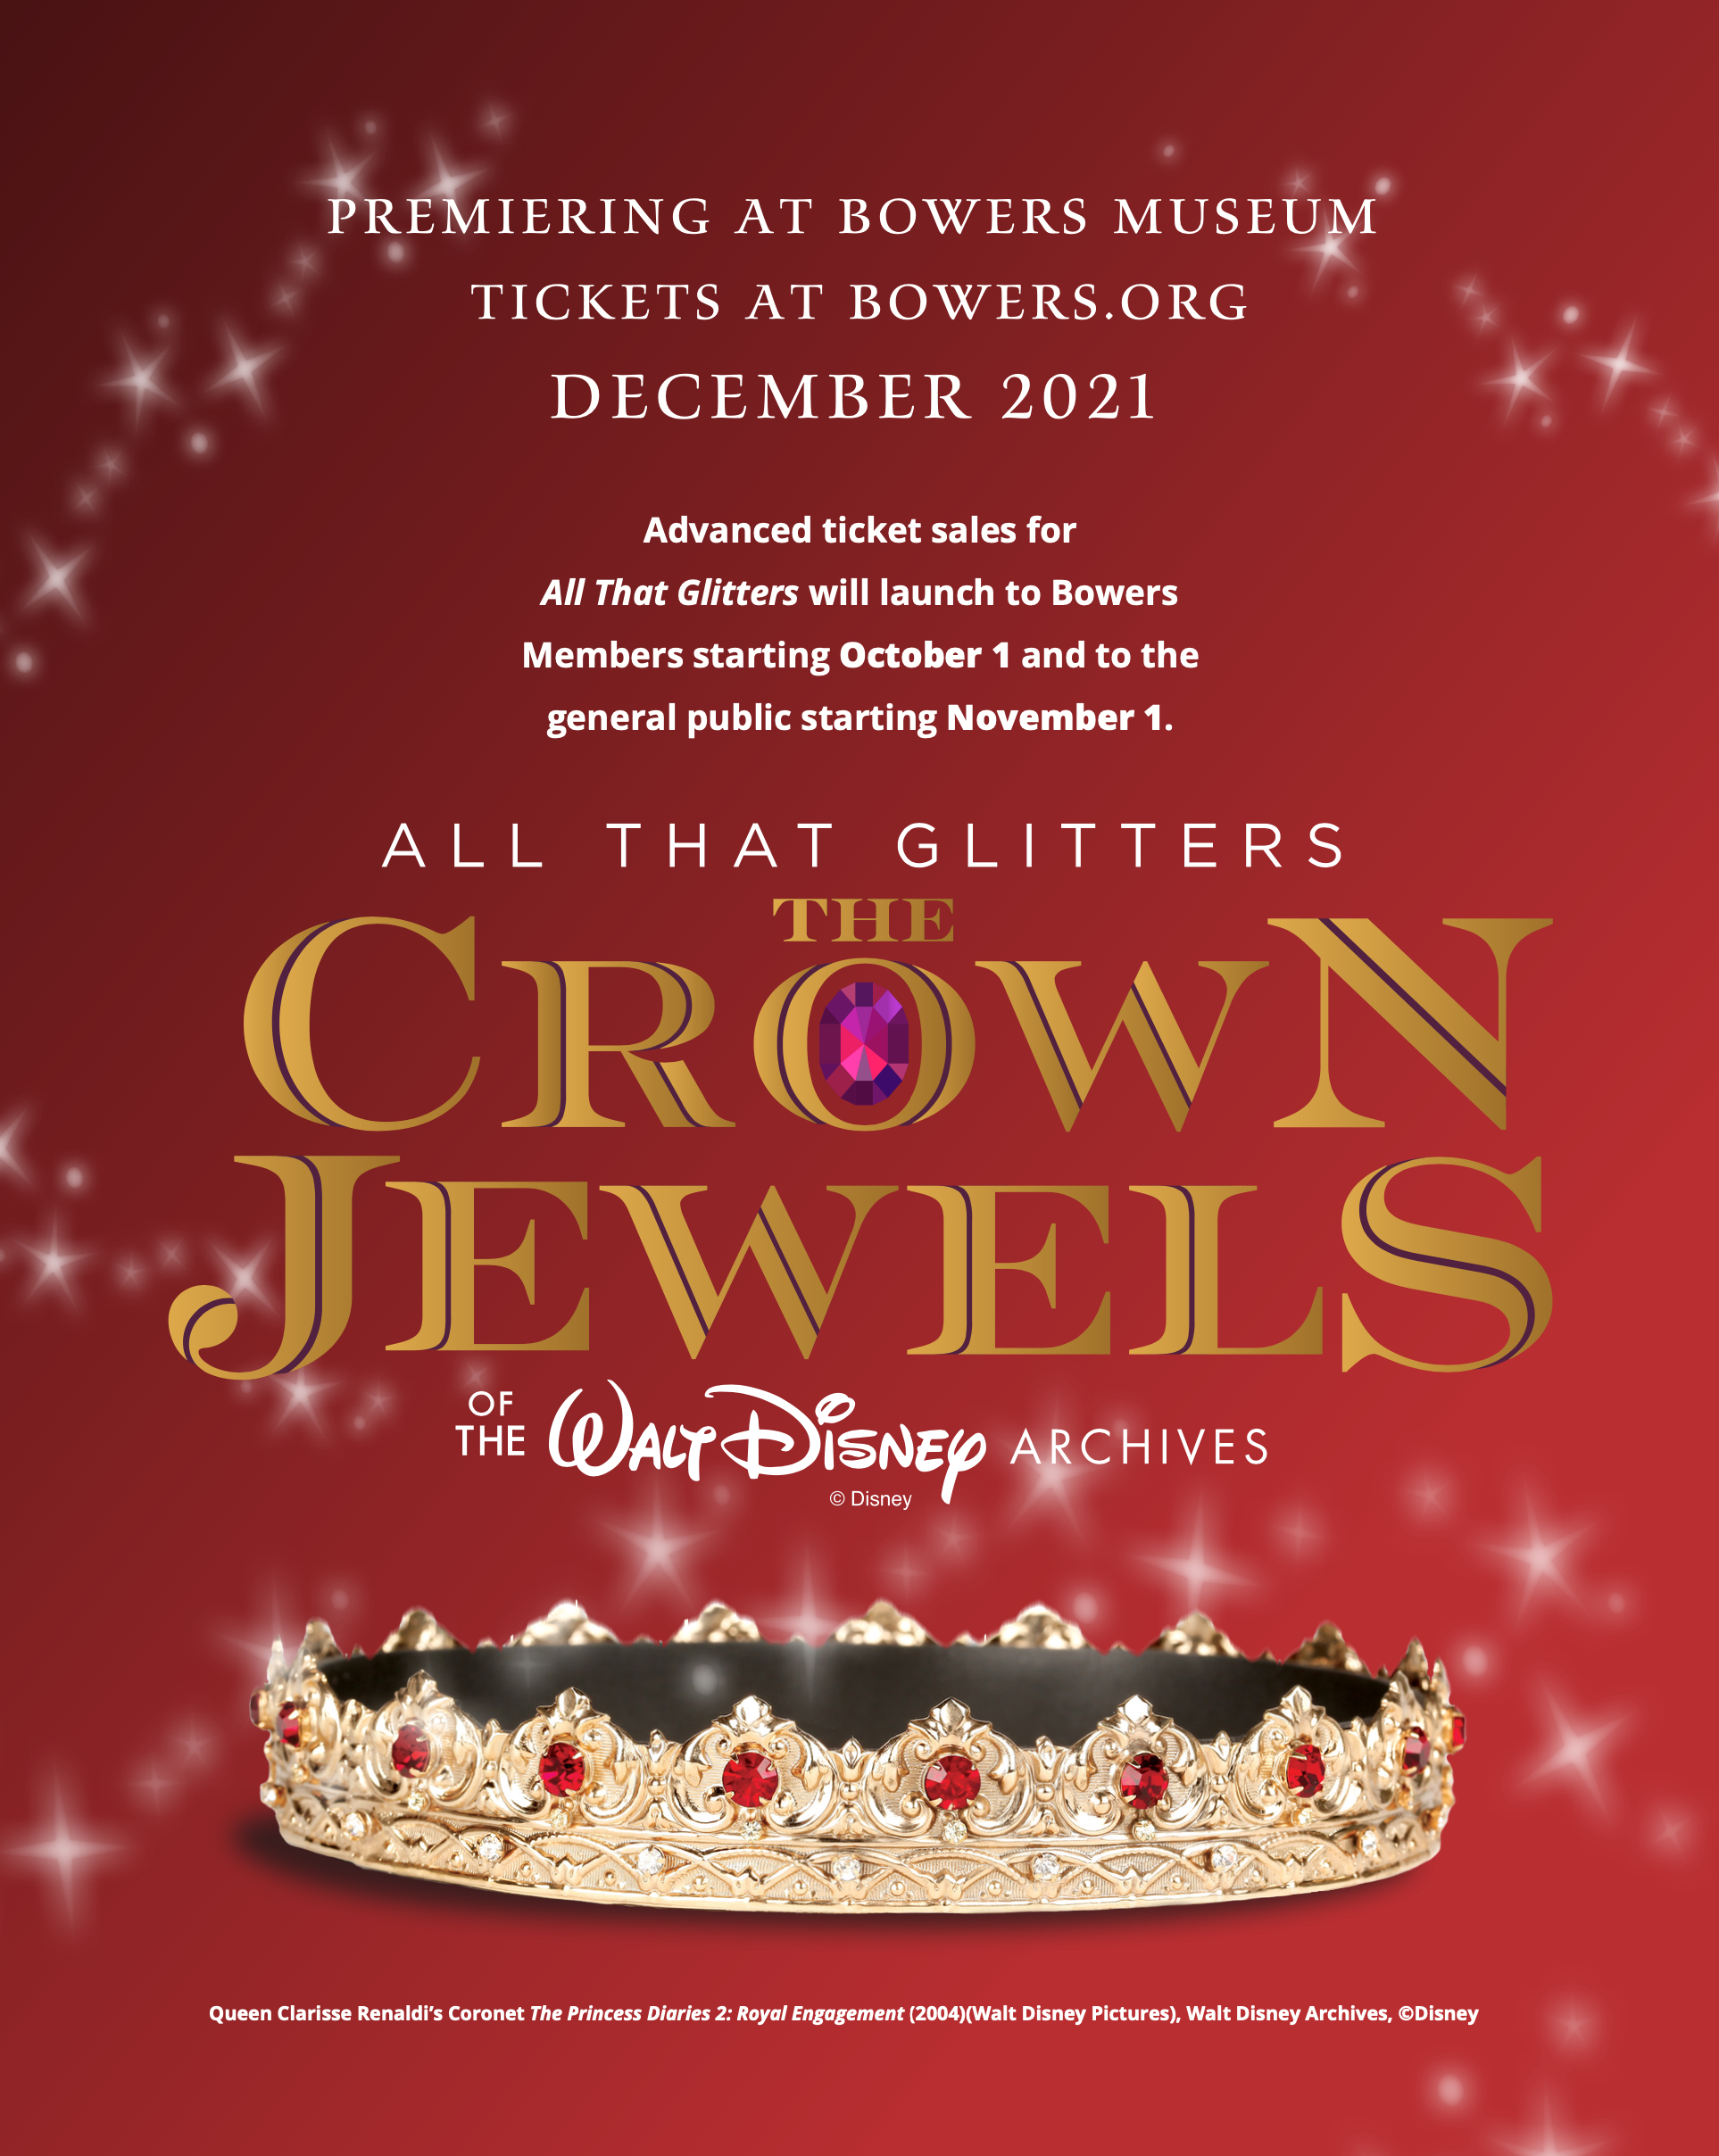 PREMIERING AT BOWERS MUSEUM
TICKETS AT BOWERS.ORG
DECEMBER 2021
Advanced ticket sales for
All That Glitters will launch to Bowers
Members starting October 1 and to the
general public starting November 1.
ALL THAT GLITTERS
THE
CROWN
JEWELS
OF
THE WALT DISNEY ARCHIVES
© Disney
Queen Clarisse Renaldi’s Coronet The Princess Diaries 2: Royal Engagement (2004)(Walt Disney Pictures), Walt Disney Archives, ©Disney